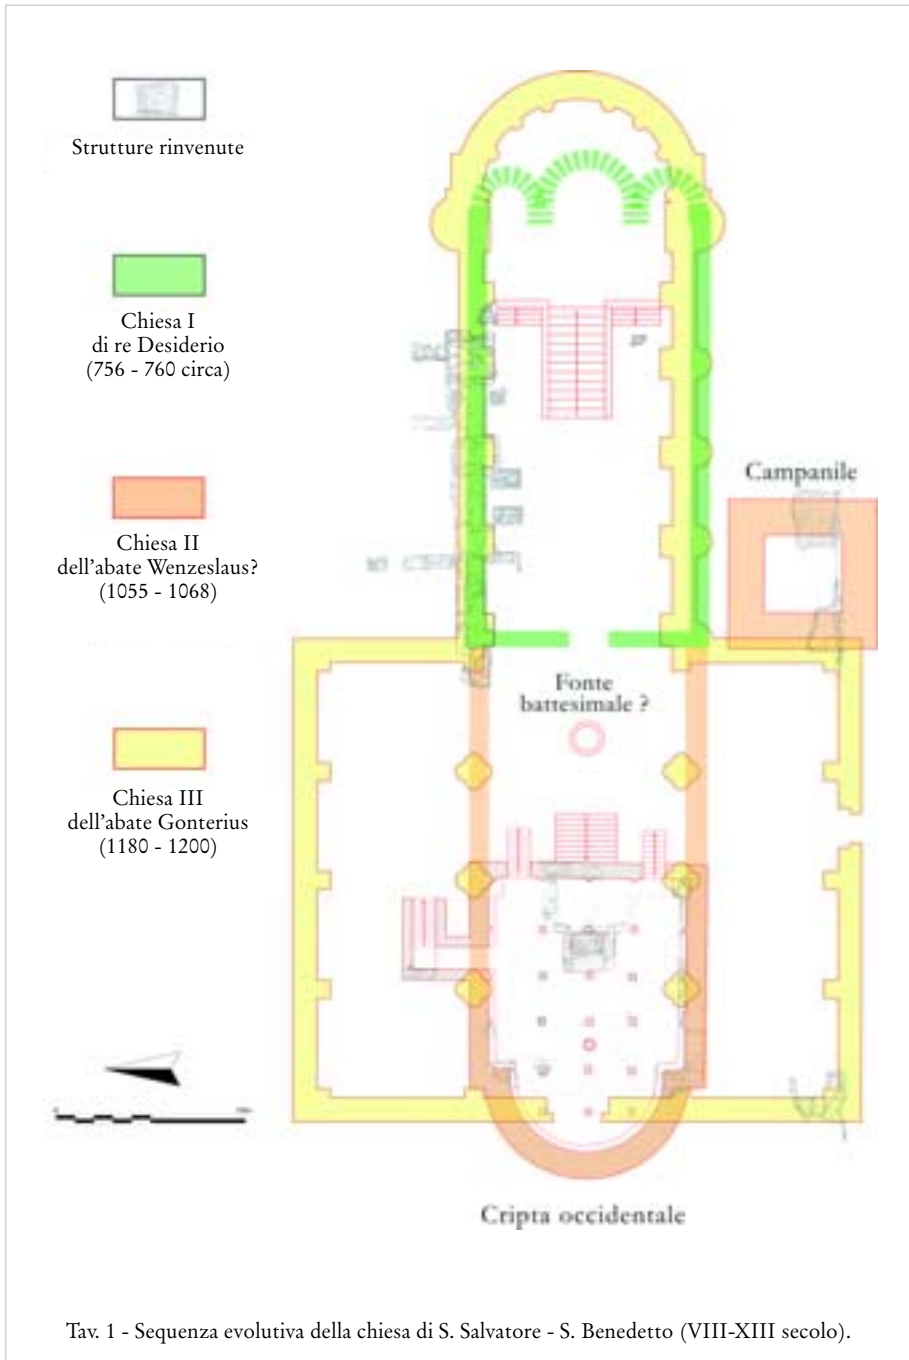 Strutture rinvenute
Chiesa I
di re Desiderio
(756 - 760 circa)
Chiesa II
dell'abate Wenzeslaus?
(1055 - 1068)
Chiesa III
dell'abate Gonterius
(1180 - 1200)
Campanile
Fonte
battesimale ?
Cripta occidentale
Tav. 1 - Sequenza evolutiva della chiesa di S. Salvatore - S. Benedetto (VIII-XIII secolo).